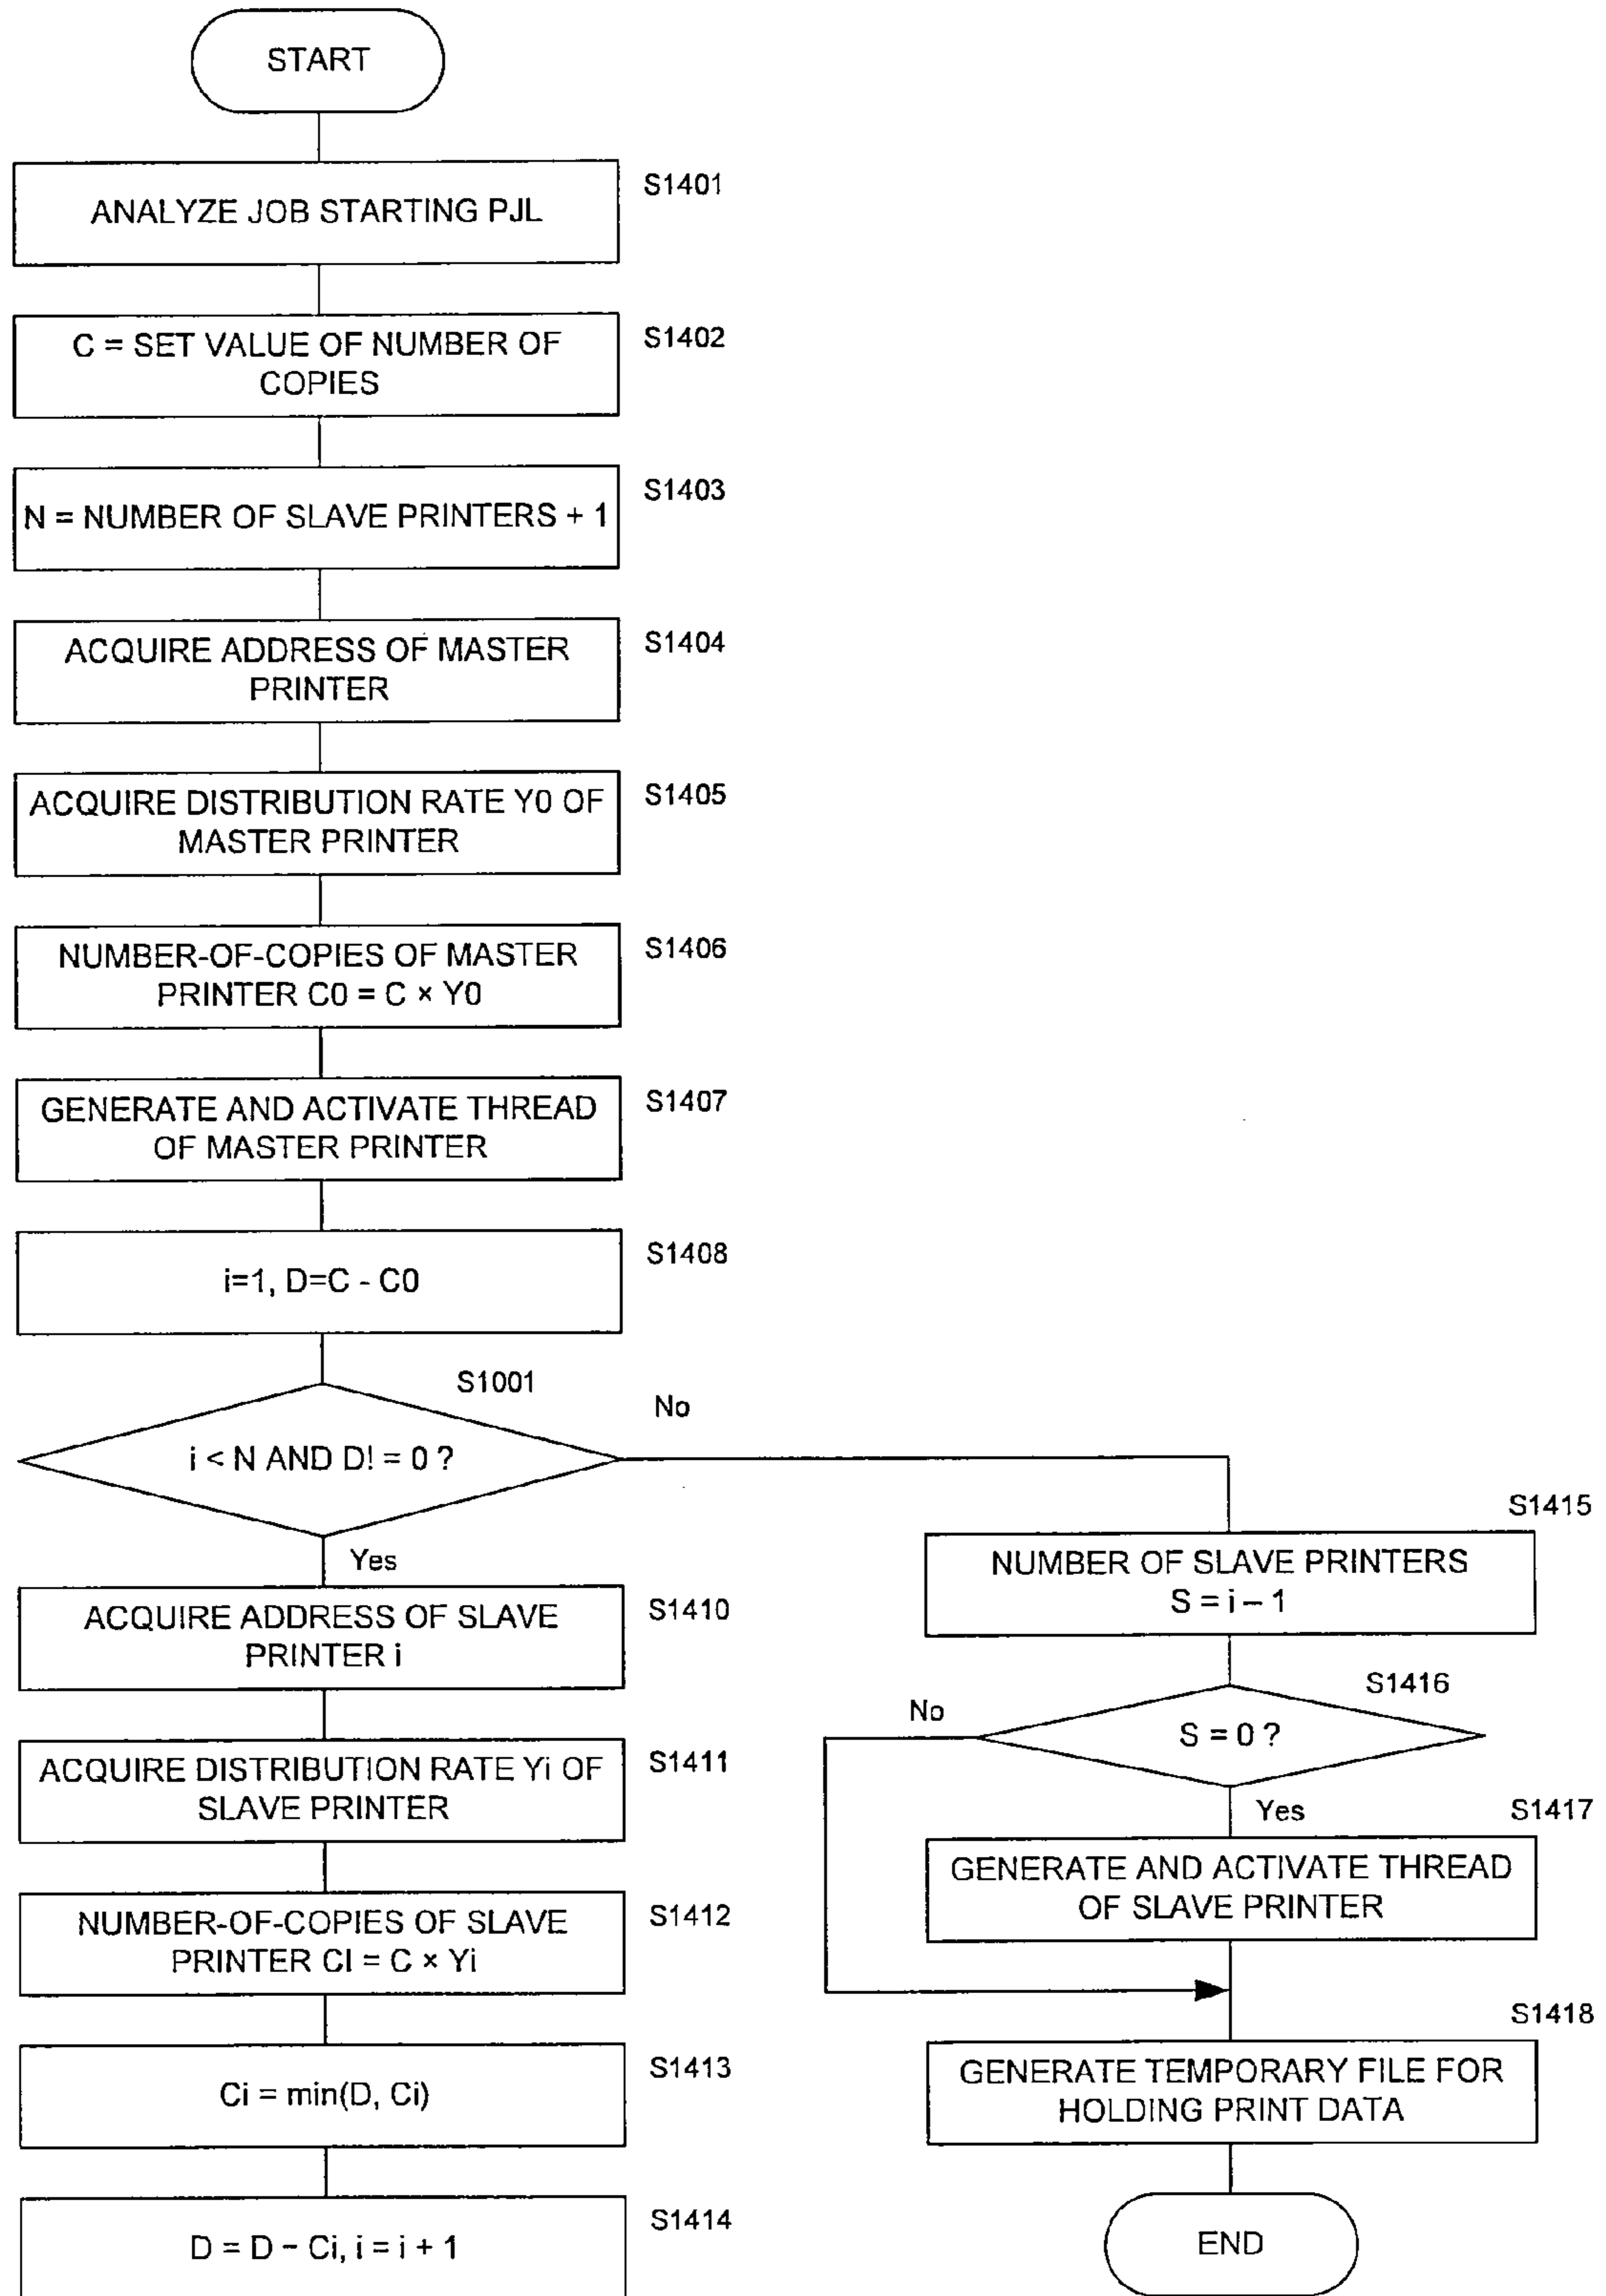 START
S1401
ANALYZE JOB STARTING PJL
S1402
C = SET VALUE OF NUMBER OF
COPIES
S1403
N = NUMBER OF SLAVE PRINTERS + 1
S1404
ACQUIRE ADDRESS OF MASTER
PRINTER
S1405
ACQUIRE DISTRIBUTION RATE Y0 OF
MASTER PRINTER
S1406
NUMBER-OF-COPIES OF MASTER
PRINTER C0 = C × Y0
S1407
GENERATE AND ACTIVATE THREAD
OF MASTER PRINTER
S1408
i=1, D=C - C0
S1001
No
i < N AND D! = 0 ?
Yes
S1410
ACQUIRE ADDRESS OF SLAVE
PRINTER i
S1411
ACQUIRE DISTRIBUTION RATE Yi OF
SLAVE PRINTER
S1412
NUMBER-OF-COPIES OF SLAVE
PRINTER CI = C × Yi
S1413
Ci = min(D, Ci)
S1414
D = D – Ci, i = i + 1
S1415
NUMBER OF SLAVE PRINTERS
S = i – 1
S1416
No
S = 0 ?
Yes
S1417
GENERATE AND ACTIVATE THREAD
OF SLAVE PRINTER
S1418
GENERATE TEMPORARY FILE FOR
HOLDING PRINT DATA
END